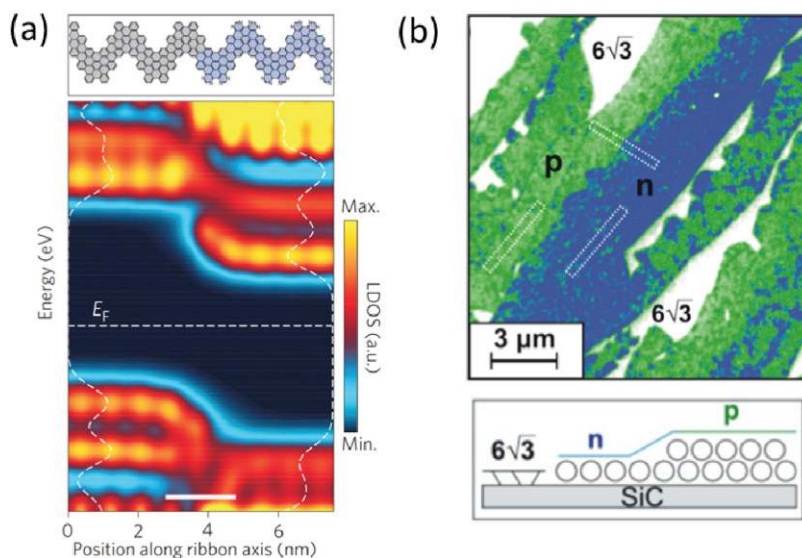 (a)
Energy (eV)
E_F
Max.
LDOS (a.u.)
Min.
0
2
4
6
Position along ribbon axis (nm)
(b)
6√3
p
n
6√3
3 μm
p
n
6√3
SiC